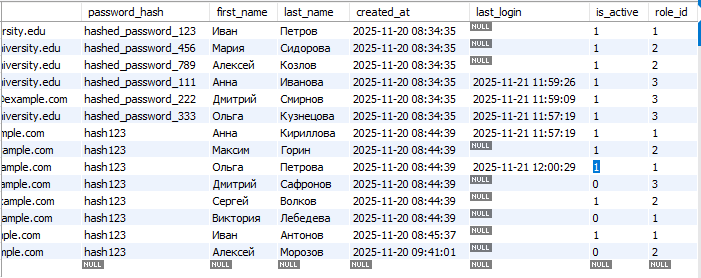 password_hash first_name last_name created_at last_login is_active role_id
ersity.edu hashed_password_123 Иван Петров 2025-11-20 08:34:35 NULL 1 1
niversity.edu hashed_password_456 Мария Сидорова 2025-11-20 08:34:35 NULL 1 2
niversity.edu hashed_password_789 Алексей Козлов 2025-11-20 08:34:35 NULL 1 2
niversity.edu hashed_password_111 Анна Иванова 2025-11-20 08:34:35 2025-11-21 11:59:26 1 3
@example.com hashed_password_222 Дмитрий Смирнов 2025-11-20 08:34:35 2025-11-21 11:59:09 1 3
niversity.edu hashed_password_333 Ольга Кузнецова 2025-11-20 08:34:35 2025-11-21 11:57:19 1 3
mple.com hash123 Анна Кириллова 2025-11-20 08:44:39 2025-11-21 11:57:19 1 1
ample.com hash123 Максим Горин 2025-11-20 08:44:39 NULL 1 2
mple.com hash123 Ольга Петрова 2025-11-20 08:44:39 2025-11-21 12:00:29 1 1
ample.com hash123 Дмитрий Сафронов 2025-11-20 08:44:39 NULL 0 3
example.com hash123 Сергей Волков 2025-11-20 08:44:39 NULL 1 2
ample.com hash123 Виктория Лебедева 2025-11-20 08:44:39 NULL 0 1
ple.com hash123 Иван Антонов 2025-11-20 08:45:37 NULL 1 1
mple.com hash123 Алексей Морозов 2025-11-20 09:41:01 NULL 0 2
NULL NULL NULL NULL NULL NULL NULL